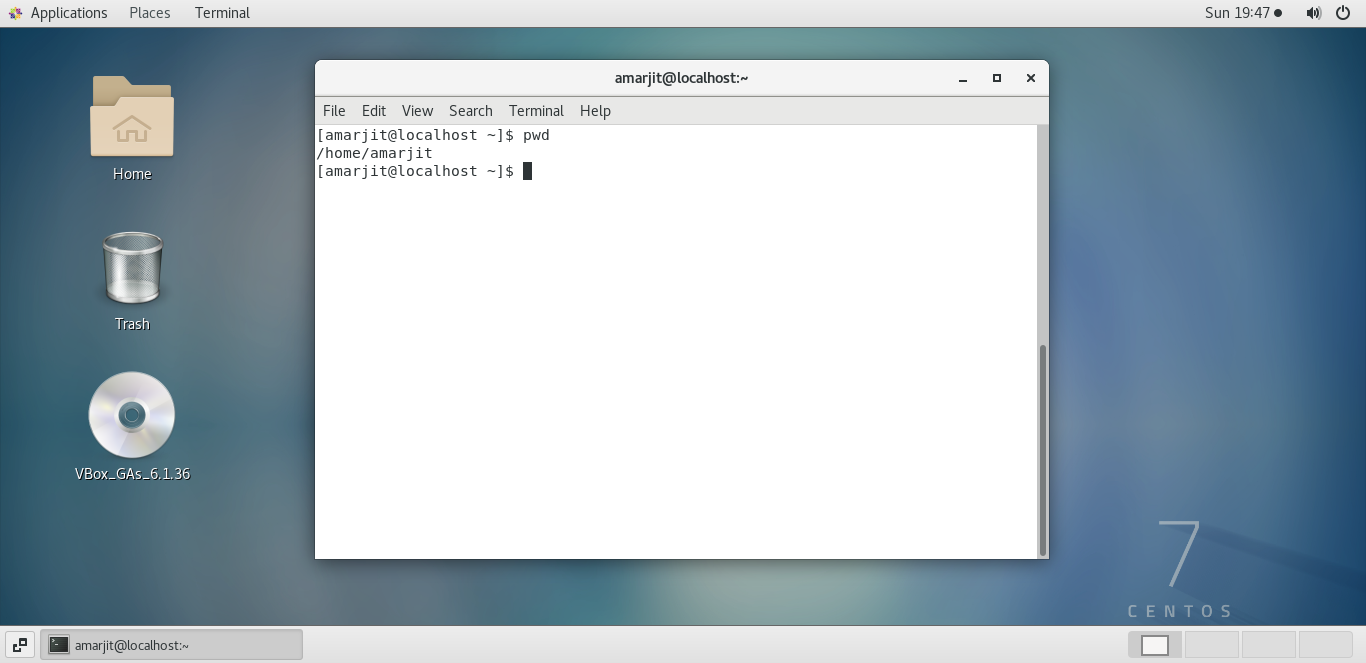 Applications Places Terminal Sun 19:47
amarjit@localhost:~
File Edit View Search Terminal Help
[amarjit@localhost ~]$ pwd
/home/amarjit
[amarjit@localhost ~]$
Home
Trash
VBox_GAs_6.1.36
7
CENTOS
amarjit@localhost:~